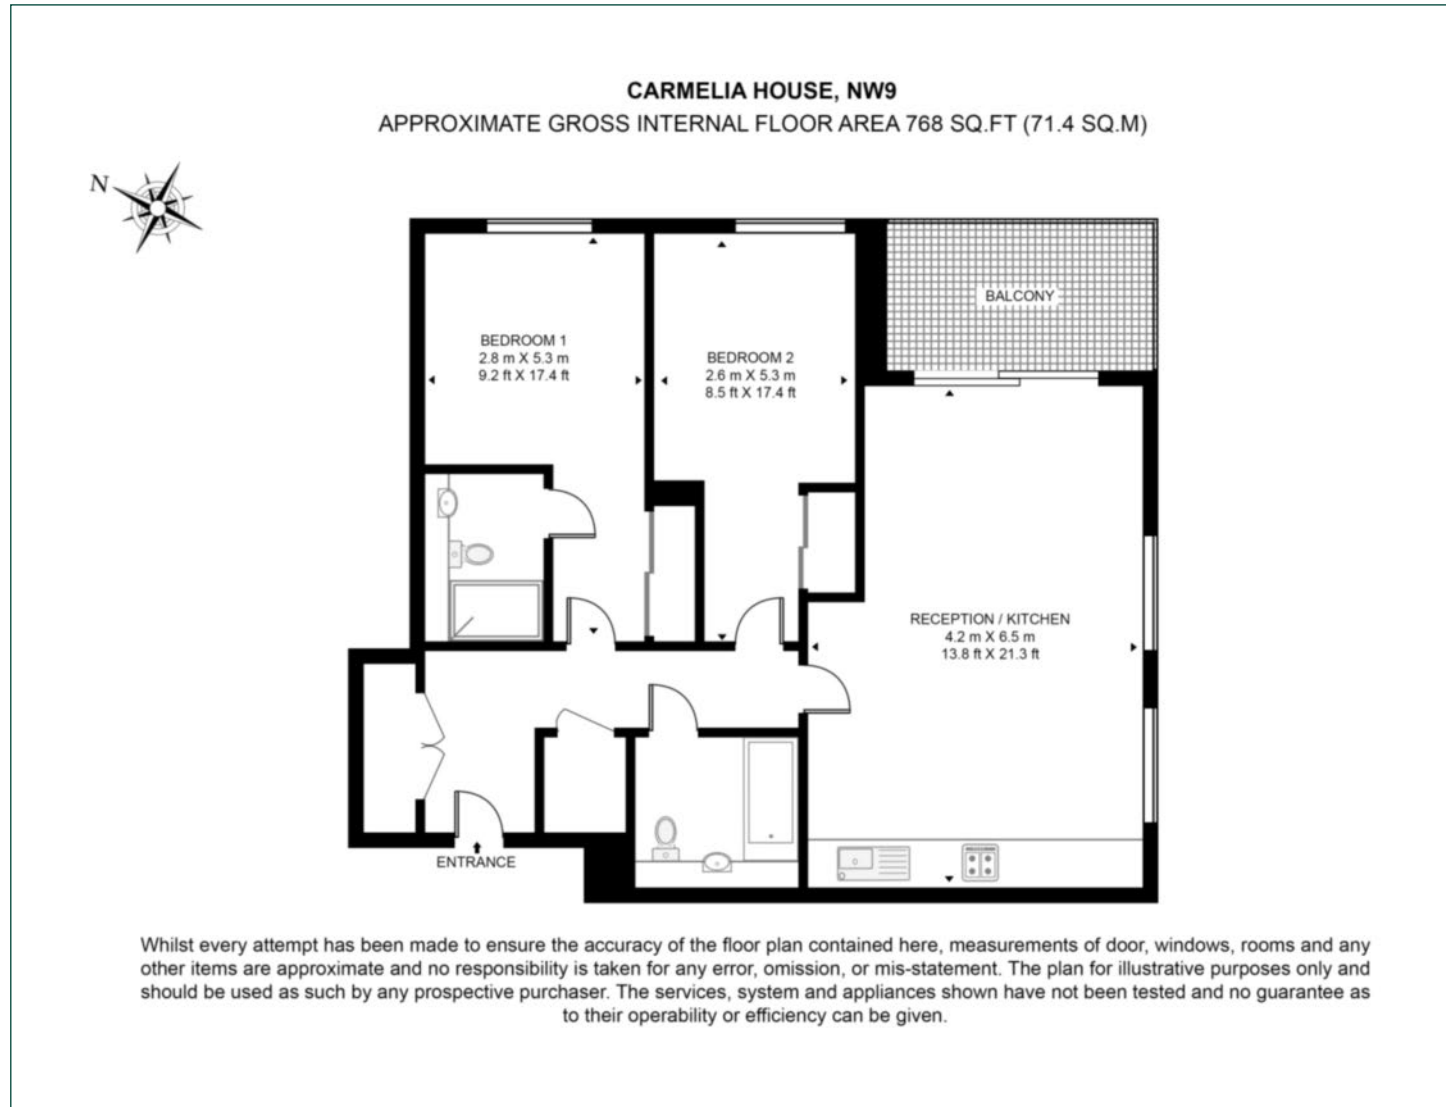 CARMELIA HOUSE, NW9
APPROXIMATE GROSS INTERNAL FLOOR AREA 768 SQ.FT (71.4 SQ.M)
N
BALCONY
BEDROOM 1
2.8 m X 5.3 m
9.2 ft X 17.4 ft
BEDROOM 2
2.6 m X 5.3 m
8.5 ft X 17.4 ft
RECEPTION / KITCHEN
4.2 m X 6.5 m
13.8 ft X 21.3 ft
ENTRANCE
Whilst every attempt has been made to ensure the accuracy of the floor plan contained here, measurements of door, windows, rooms and any
other items are approximate and no responsibility is taken for any error, omission, or mis-statement. The plan for illustrative purposes only and
should be used as such by any prospective purchaser. The services, system and appliances shown have not been tested and no guarantee as
to their operability or efficiency can be given.